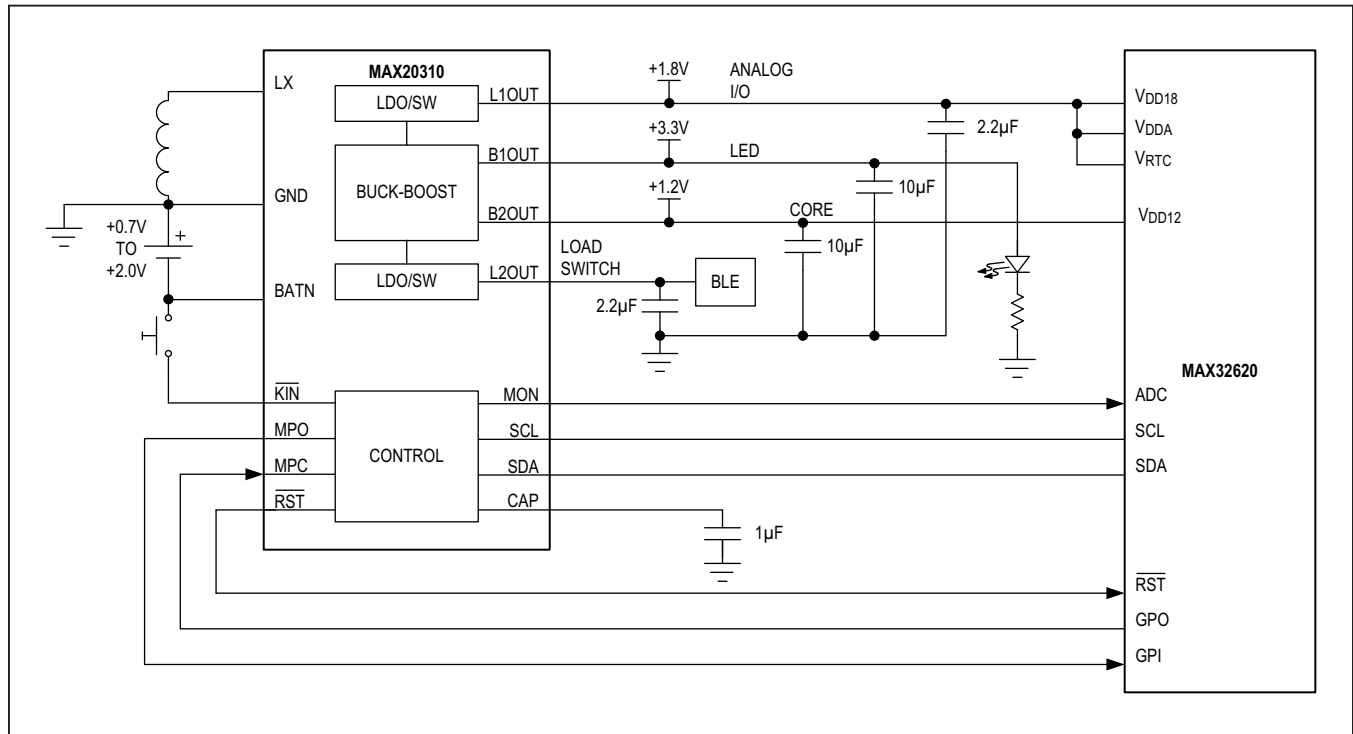 MAX20310
LX
LDO/SW
L1OUT
+1.8V
ANALOG
I/O
VDD18
2.2µF
VDDA
+3.3V
B1OUT
LED
VRTC
BUCK-BOOST
10µF
GND
+1.2V
B2OUT
CORE
VDD12
+0.7V
TO
+2.0V
+
10µF
LOAD
SWITCH
LDO/SW
L2OUT
BLE
BATN
2.2µF
MAX32620
KIN
MON
ADC
MPO
SCL
SCL
CONTROL
MPC
SDA
SDA
RST
CAP
1µF
RST
GPO
GPI